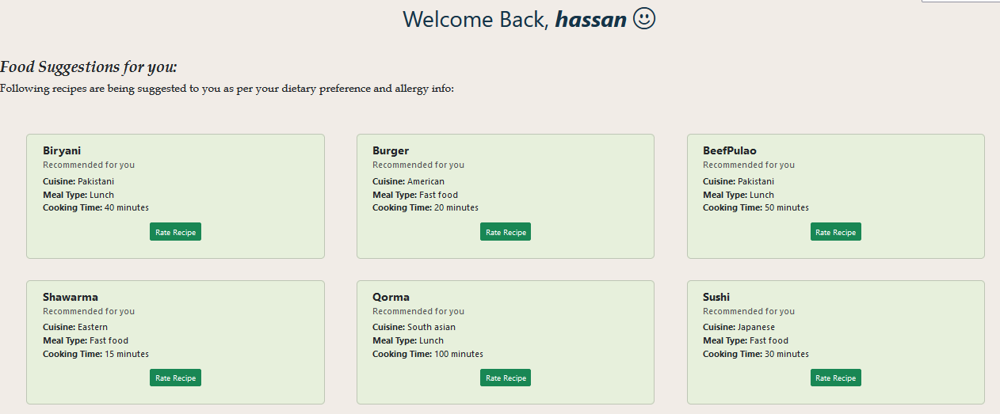 Welcome Back, hassan
Food Suggestions for you:
Following recipes are being suggested to you as per your dietary preference and allergy info:
Biryani
Recommended for you
Cuisine: Pakistani
Meal Type: Lunch
Cooking Time: 40 minutes
Rate Recipe
Burger
Recommended for you
Cuisine: American
Meal Type: Fast food
Cooking Time: 20 minutes
Rate Recipe
BeefPulao
Recommended for you
Cuisine: Pakistani
Meal Type: Lunch
Cooking Time: 50 minutes
Rate Recipe
Shawarma
Recommended for you
Cuisine: Eastern
Meal Type: Fast food
Cooking Time: 15 minutes
Rate Recipe
Qorma
Recommended for you
Cuisine: South asian
Meal Type: Lunch
Cooking Time: 100 minutes
Rate Recipe
Sushi
Recommended for you
Cuisine: Japanese
Meal Type: Fast food
Cooking Time: 30 minutes
Rate Recipe